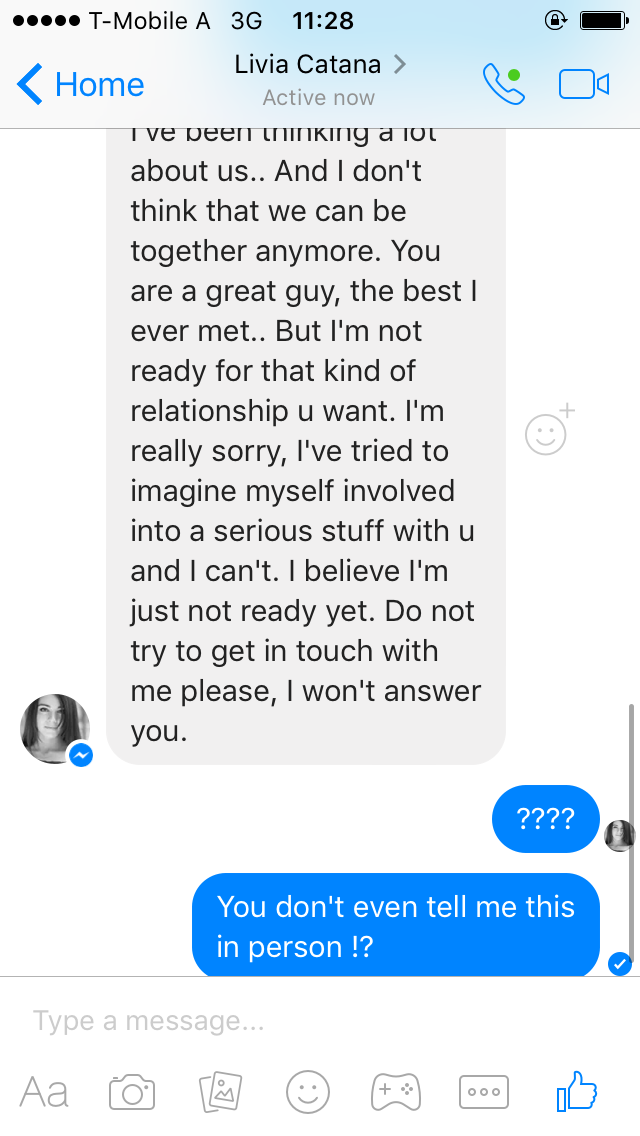 T-Mobile A 3G 11:28
Home
Livia Catana
Active now
I've been thinking a lot
about us.. And I don't
think that we can be
together anymore. You
are a great guy, the best I
ever met.. But I'm not
ready for that kind of
relationship u want. I'm
really sorry, I've tried to
imagine myself involved
into a serious stuff with u
and I can't. I believe I'm
just not ready yet. Do not
try to get in touch with
me please, I won't answer
you.
????
You don't even tell me this
in person !?
Type a message...
Aa